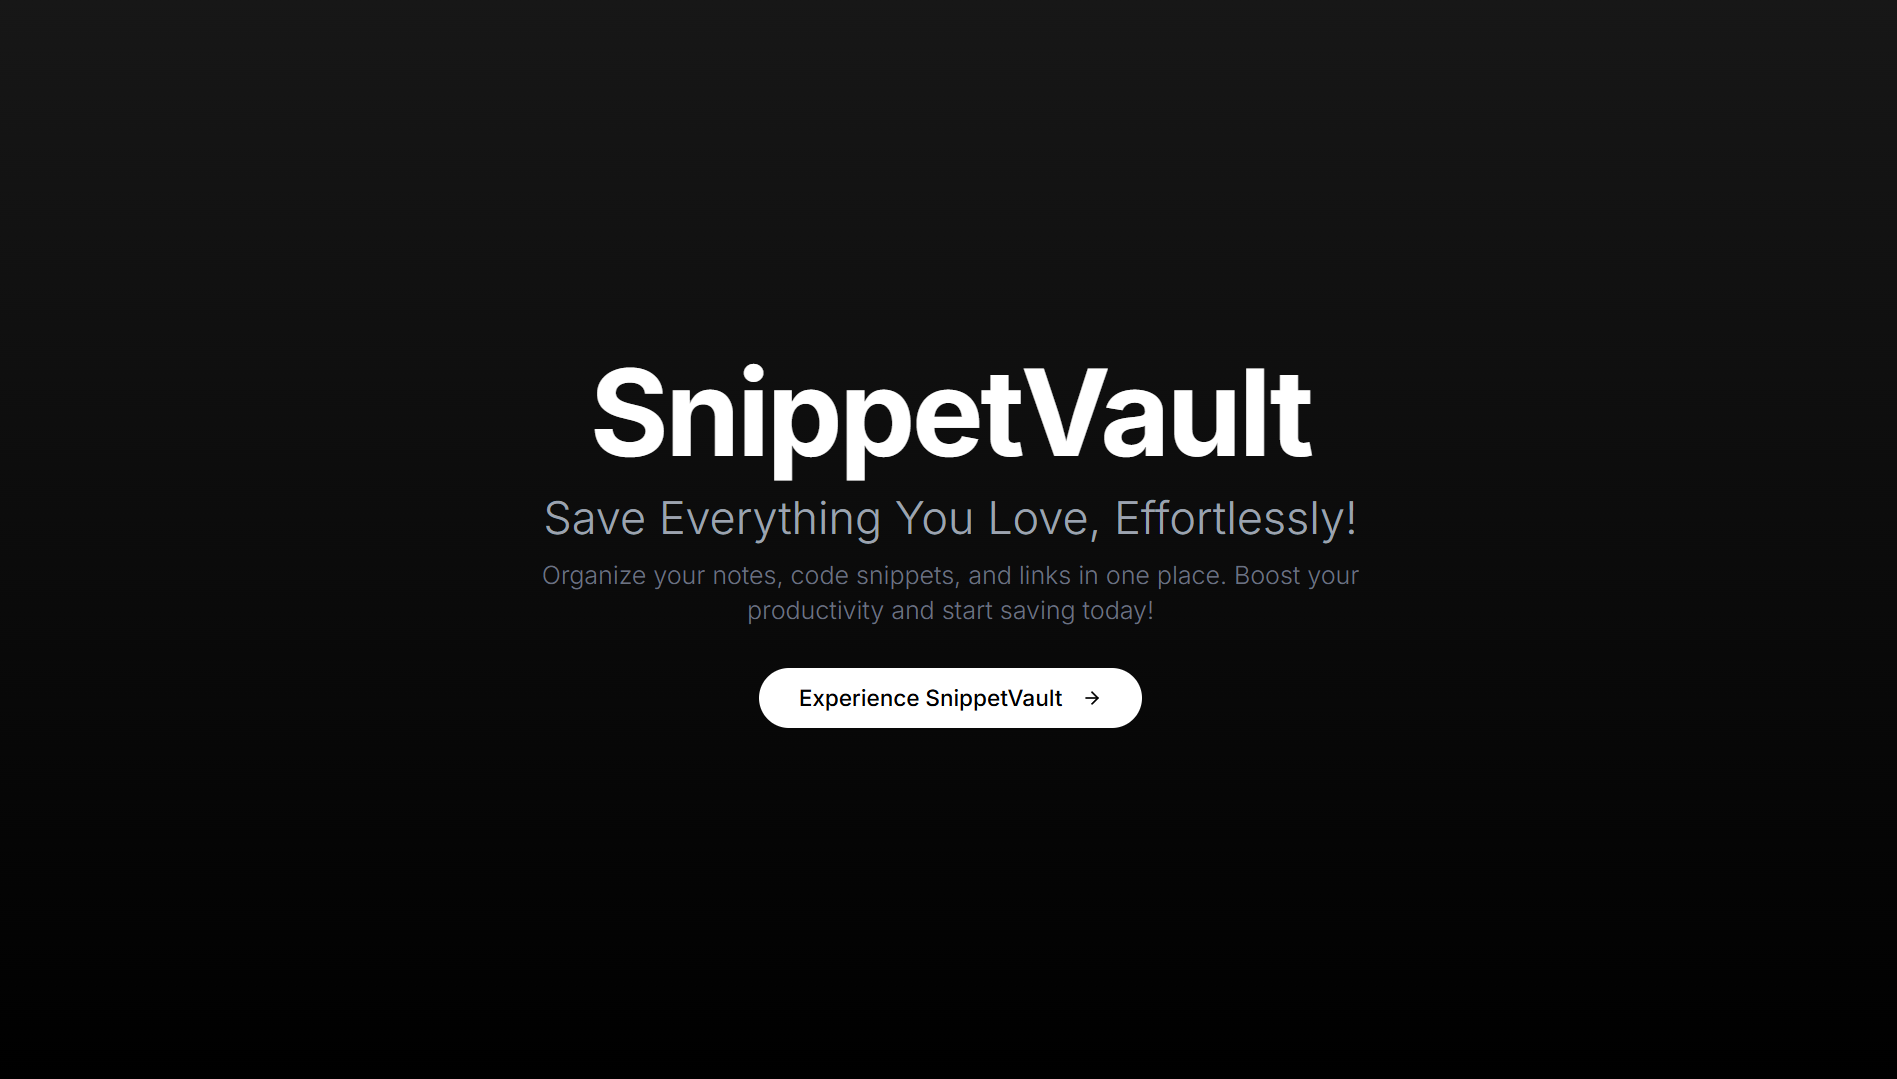 SnippetVault
Save Everything You Love, Effortlessly!
Organize your notes, code snippets, and links in one place. Boost your
productivity and start saving today!
Experience SnippetVault →